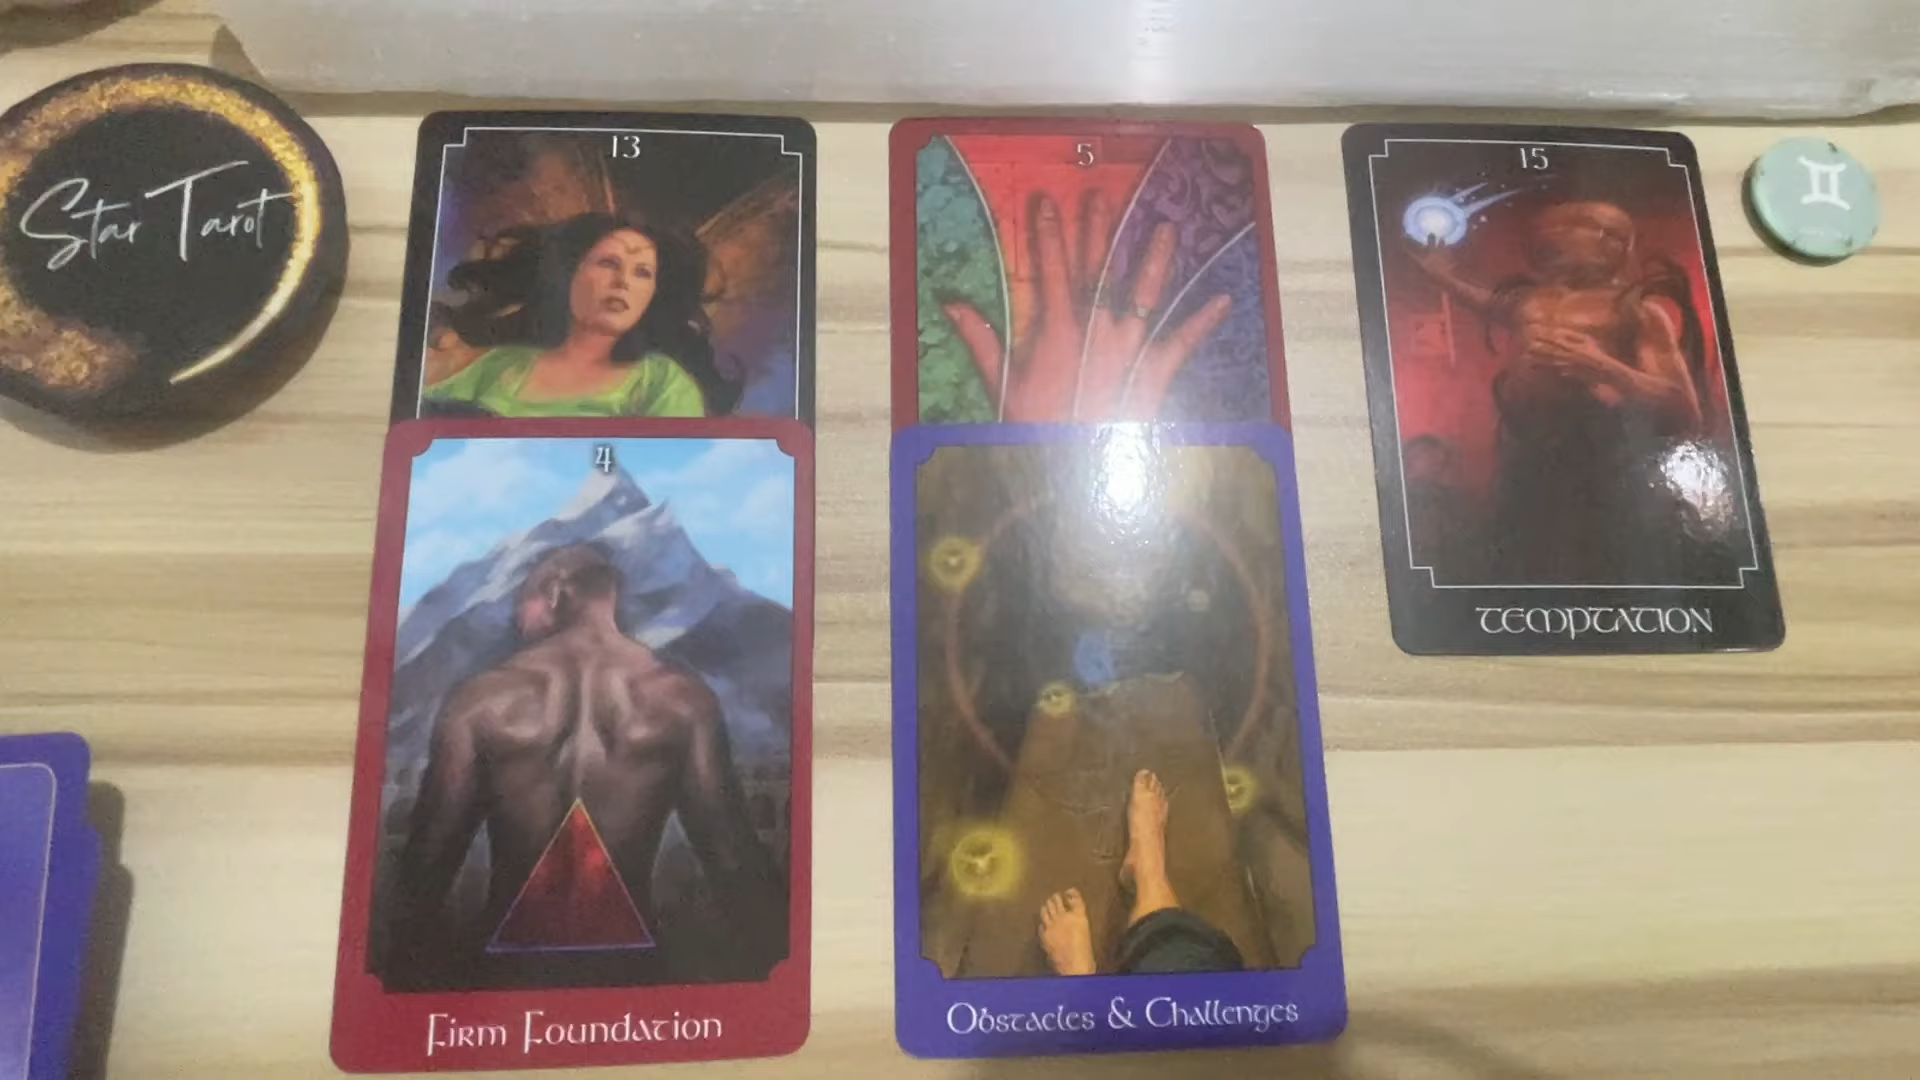 Star Tarot
13
5
15
TEMPTATION
4
Firm Foundation
Obstacles & Challenges